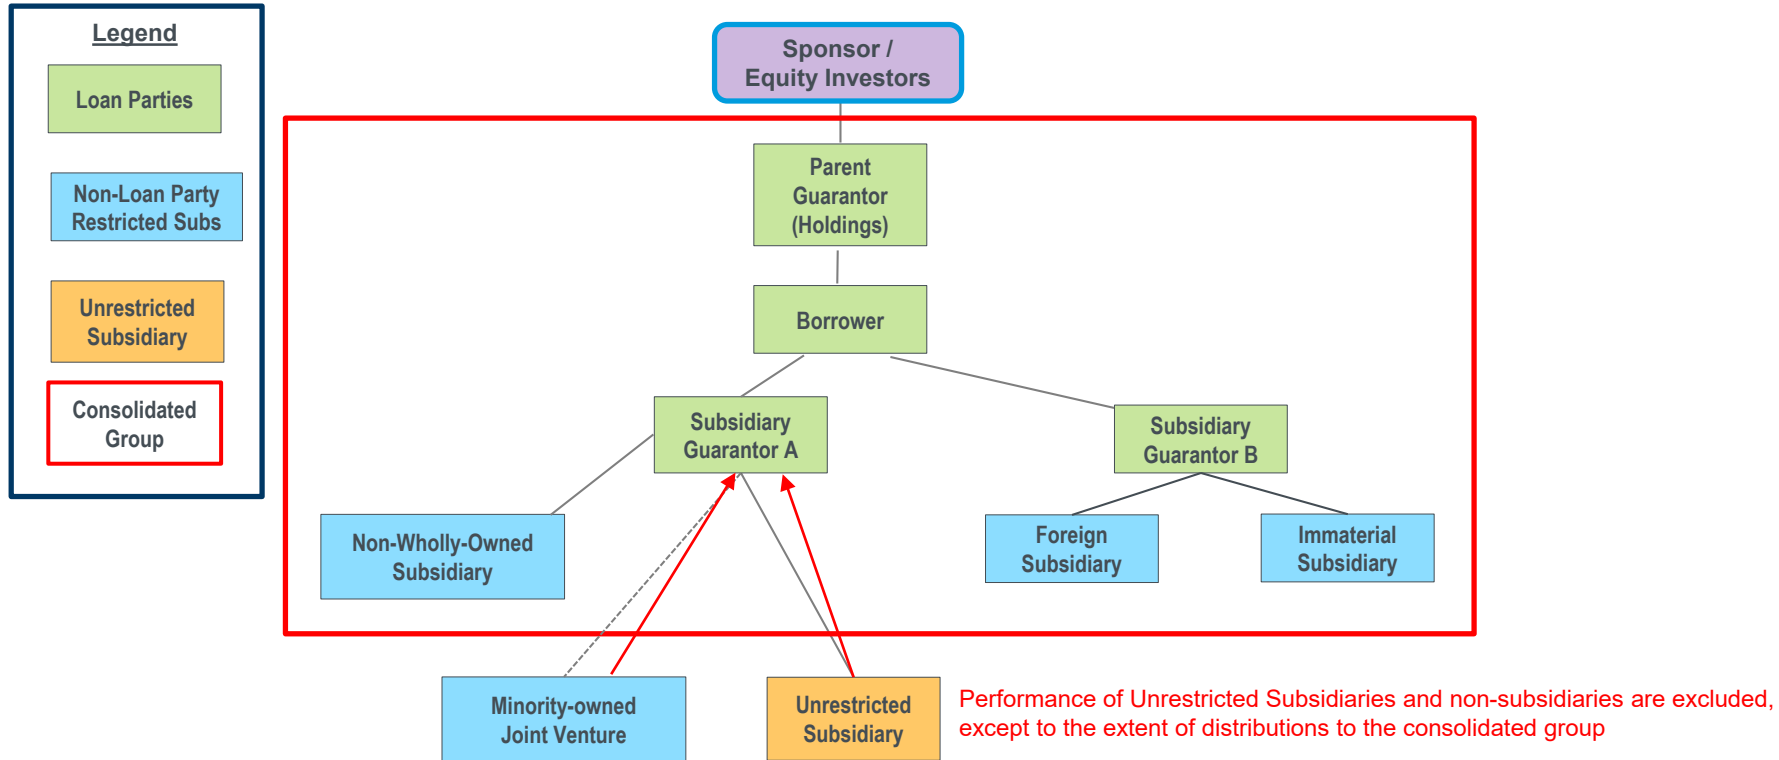 Legend
Loan Parties
Non-Loan Party
Restricted Subs
Unrestricted
Subsidiary
Consolidated
Group
Sponsor /
Equity Investors
Parent
Guarantor
(Holdings)
Borrower
Subsidiary
Guarantor A
Subsidiary
Guarantor B
Non-Wholly-Owned
Subsidiary
Foreign
Subsidiary
Immaterial
Subsidiary
Minority-owned
Joint Venture
Unrestricted
Subsidiary
Performance of Unrestricted Subsidiaries and non-subsidiaries are excluded,
except to the extent of distributions to the consolidated group